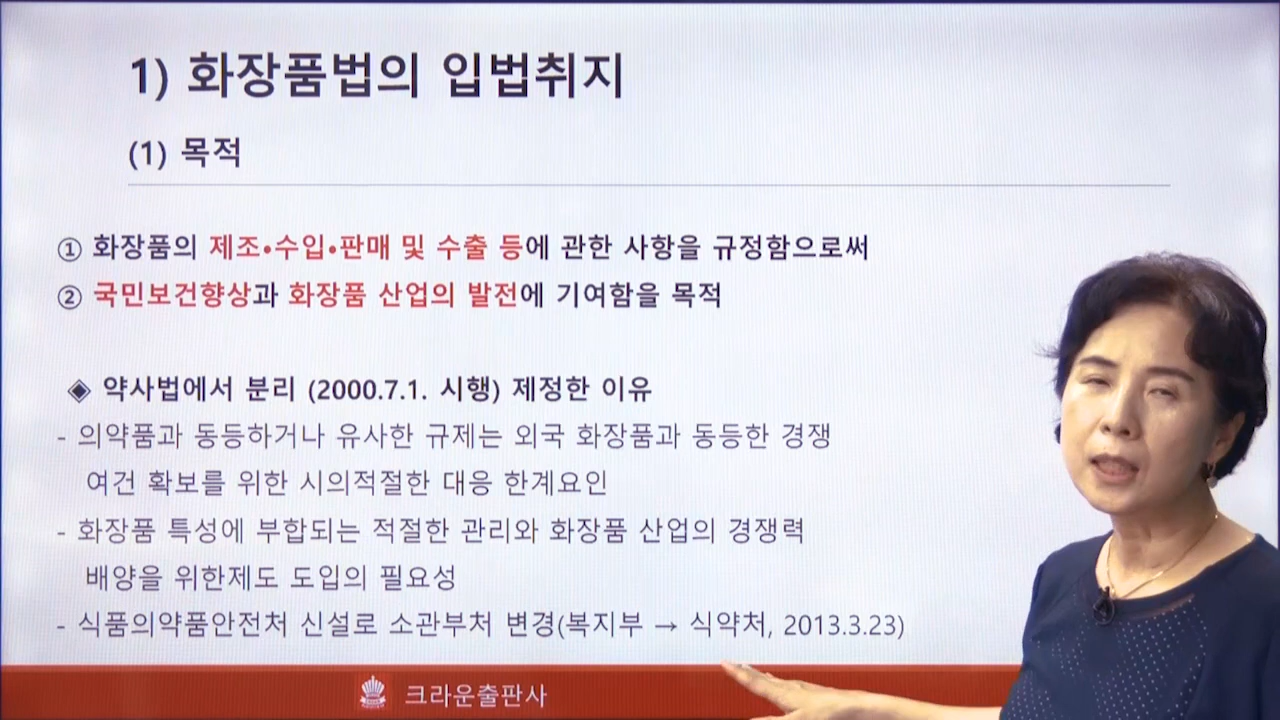 1) 화장품법의 입법취지
(1) 목적
① 화장품의 제조•수입•판매 및 수출 등에 관한 사항을 규정함으로써
② 국민보건향상과 화장품 산업의 발전에 기여함을 목적
◈ 약사법에서 분리 (2000.7.1. 시행) 제정한 이유
- 의약품과 동등하거나 유사한 규제는 외국 화장품과 동등한 경쟁
여건 확보를 위한 시의적절한 대응 한계요인
- 화장품 특성에 부합되는 적절한 관리와 화장품 산업의 경쟁력
배양을 위한제도 도입의 필요성
- 식품의약품안전처 신설로 소관부처 변경(복지부 → 식약처, 2013.3.23)
크라운출판사